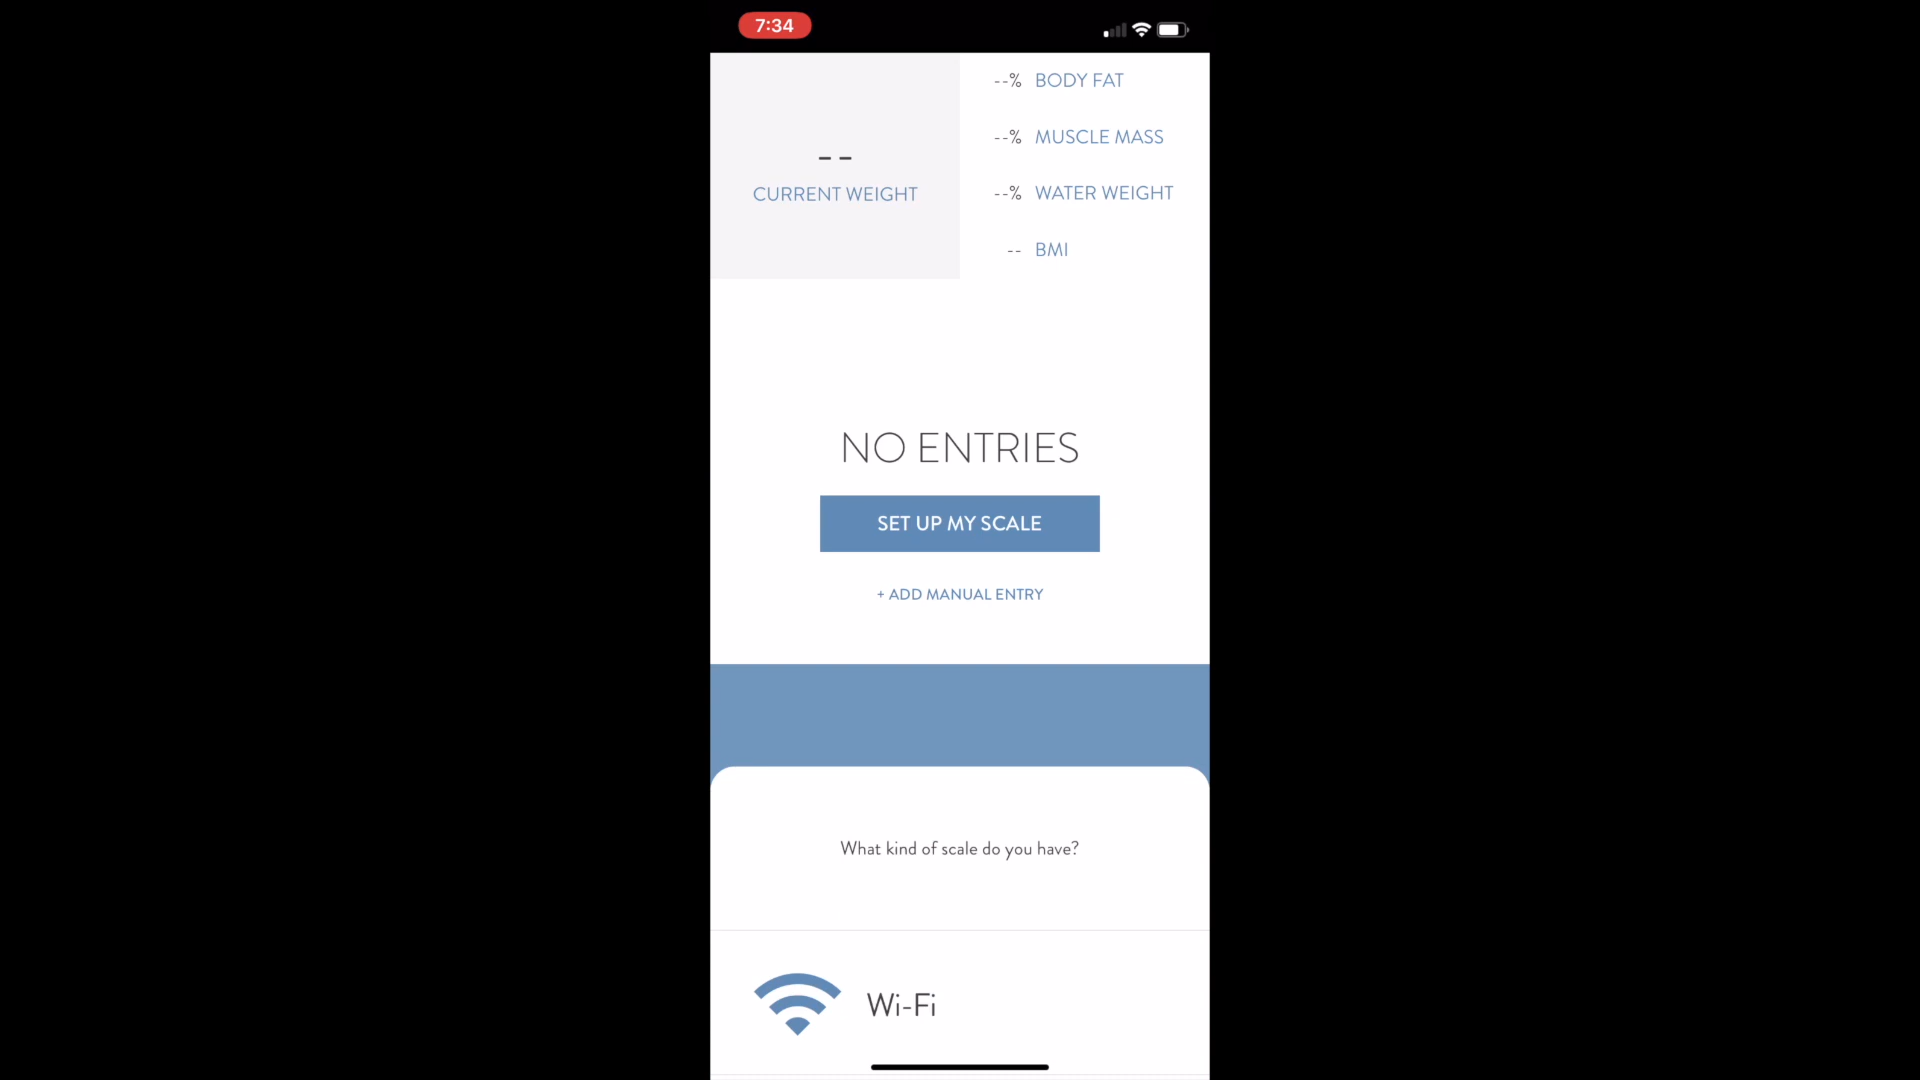 7:34
--% BODY FAT
--% MUSCLE MASS
--% WATER WEIGHT
-- BMI
--
CURRENT WEIGHT
NO ENTRIES
SET UP MY SCALE
+ ADD MANUAL ENTRY
What kind of scale do you have?
Wi-Fi